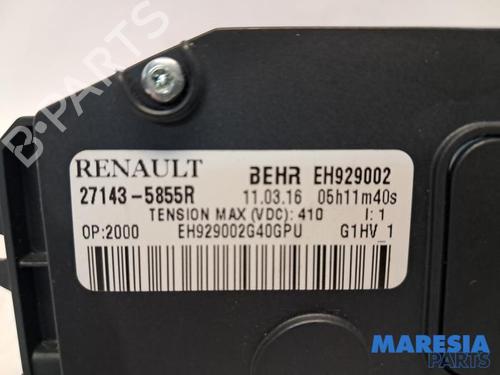 RENAULT BEHR EH929002
27143-5855R 11.03.16 05h11m40s
TENSION MAX (VDC): 410 I: 1
OP:2000 EH929002G40GPU G1HV 1
B-PARTS
MARESIA
PARTS